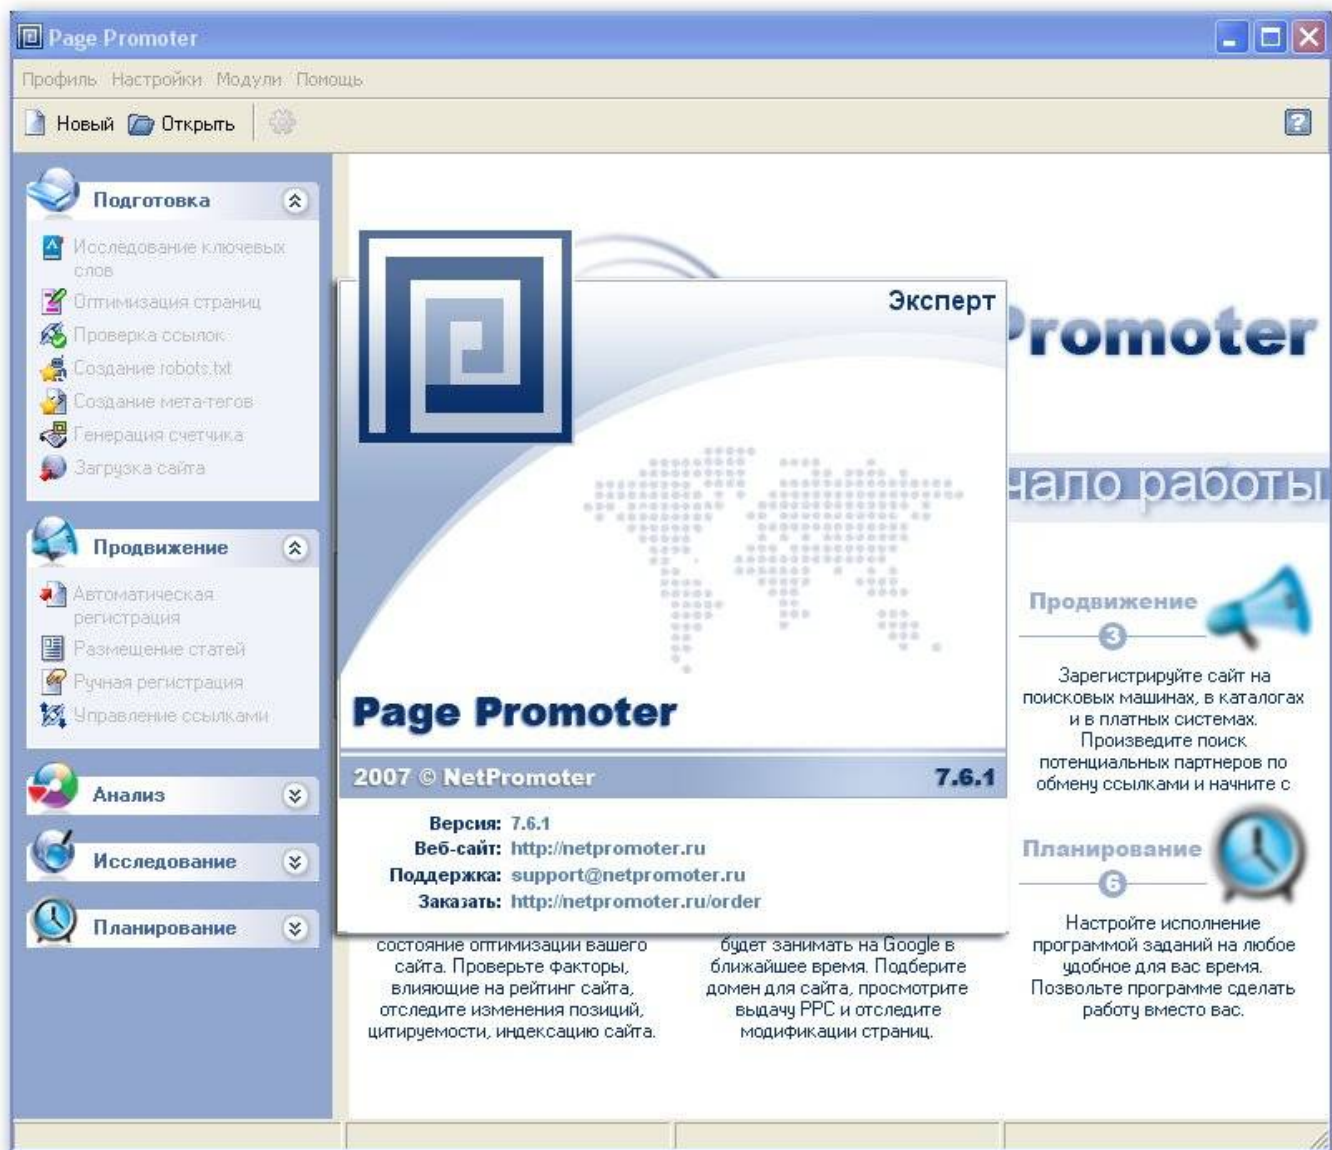 Page Promoter
Профиль Настройки Модули Помощь
Новый Открыть
Подготовка
Исследование ключевых
слов
Оптимизация страниц
Проверка ссылок
Создание robots.txt
Создание мета-тегов
Генерация счетчика
Загрузка сайта
Продвижение
Автоматическая
регистрация
Размещение статей
Ручная регистрация
Управление ссылками
Анализ
Исследование
Планирование
Эксперт
Page Promoter
2007 © NetPromoter 7.6.1
Версия: 7.6.1
Веб-сайт: http://netpromoter.ru
Поддержка: support@netpromoter.ru
Заказать: http://netpromoter.ru/order
Promoter
чало работы
Продвижение
3
Зарегистрируйте сайт на
поисковых машинах, в каталогах
и в платных системах.
Произведите поиск
потенциальных партнеров по
обмену ссылками и начните с
состояние оптимизации вашего
сайта. Проверьте факторы,
влияющие на рейтинг сайта,
отследите изменения позиций,
цитируемости, индексацию сайта.
будет занимать на Google в
ближайшее время. Подберите
домен для сайта, просмотрите
выдачу PPC и отследите
модификации страниц.
Планирование
6
Настройте исполнение
программой заданий на любое
удобное для вас время.
Позвольте программе сделать
работу вместо вас.